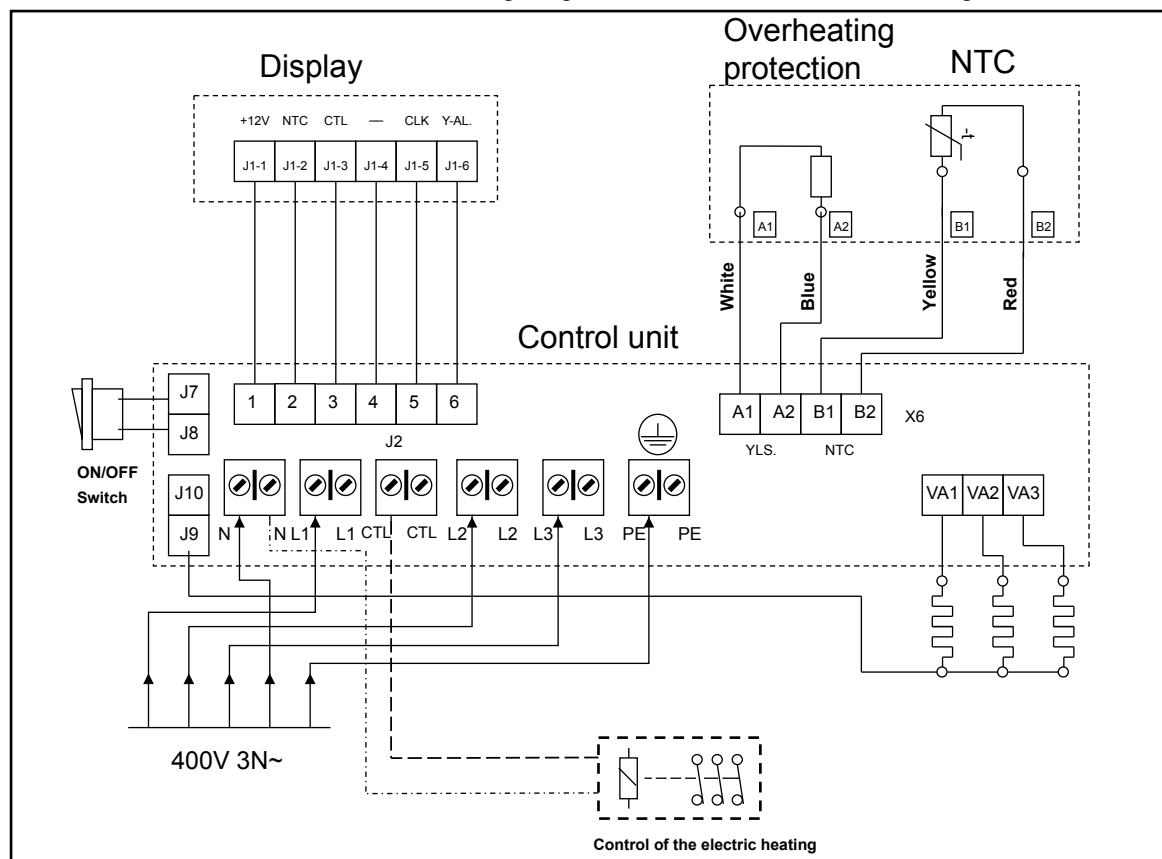 Overheating
protection
NTC
Display
+12V NTC CTL — CLK Y-AL.
J1-1 J1-2 J1-3 J1-4 J1-5 J1-6
A1 A2 B1 B2
White
Blue
Yellow
Red
Control unit
J7
J8
1 2 3 4 5 6
J2
A1 A2 B1 B2 X6
YLS. NTC
ON/OFF
Switch
J10
J9
VA1 VA2 VA3
N N L1 L1 CTL CTL L2 L2 L3 L3 PE PE
400V 3N~
Control of the electric heating